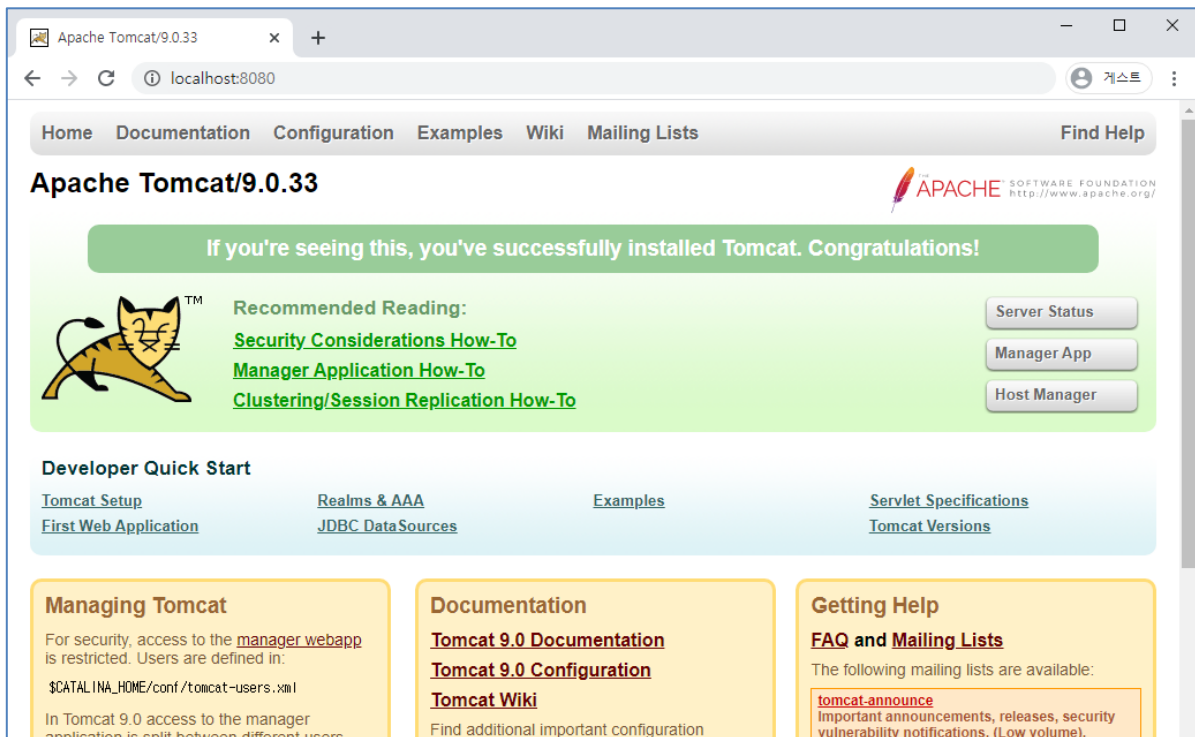 Apache Tomcat/9.0.33
localhost:8080
게스트
Home Documentation Configuration Examples Wiki Mailing Lists Find Help
Apache Tomcat/9.0.33
THE
APACHE SOFTWARE FOUNDATION
http://www.apache.org/
If you're seeing this, you've successfully installed Tomcat. Congratulations!
TM
Recommended Reading:
Security Considerations How-To
Manager Application How-To
Clustering/Session Replication How-To
Server Status
Manager App
Host Manager
Developer Quick Start
Tomcat Setup
First Web Application
Realms & AAA
JDBC DataSources
Examples
Servlet Specifications
Tomcat Versions
Managing Tomcat
For security, access to the manager webapp
is restricted. Users are defined in:
$CATALINA_HOME/conf/tomcat-users.xml
In Tomcat 9.0 access to the manager
application is split between different users.
Documentation
Tomcat 9.0 Documentation
Tomcat 9.0 Configuration
Tomcat Wiki
Find additional important configuration
Getting Help
FAQ and Mailing Lists
The following mailing lists are available:
tomcat-announce
Important announcements, releases, security
vulnerability notifications. (Low volume).